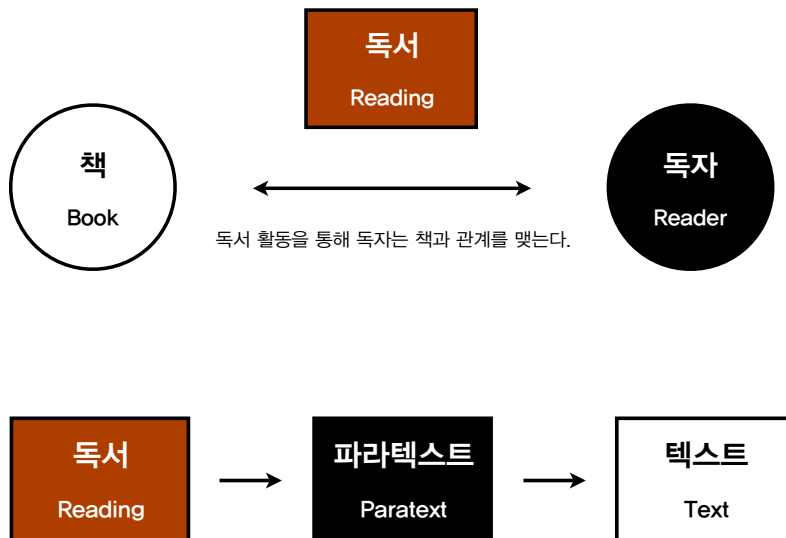 독서
Reading
책
Book
독자
Reader
독서 활동을 통해 독자는 책과 관계를 맺는다.
독서
Reading
파라텍스트
Paratext
텍스트
Text